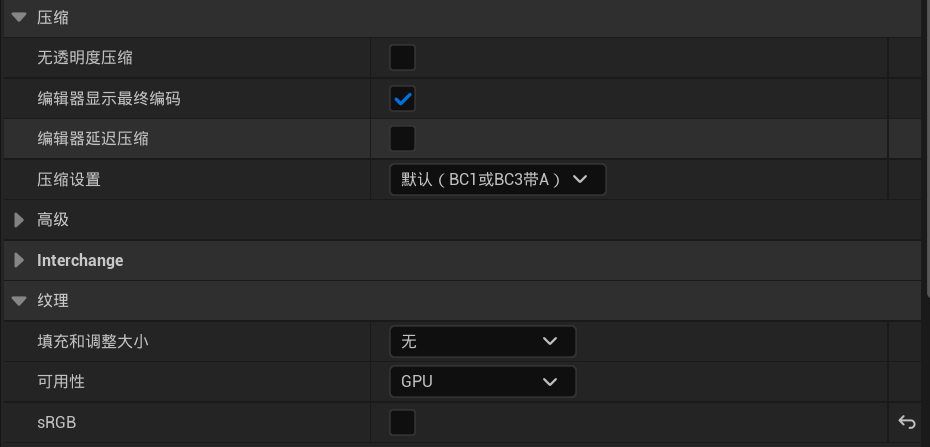 压缩
无透明度压缩
编辑器显示最终编码
编辑器延迟压缩
压缩设置 默认（BC1或BC3带A）
高级
Interchange
纹理
填充和调整大小 无
可用性 GPU
sRGB